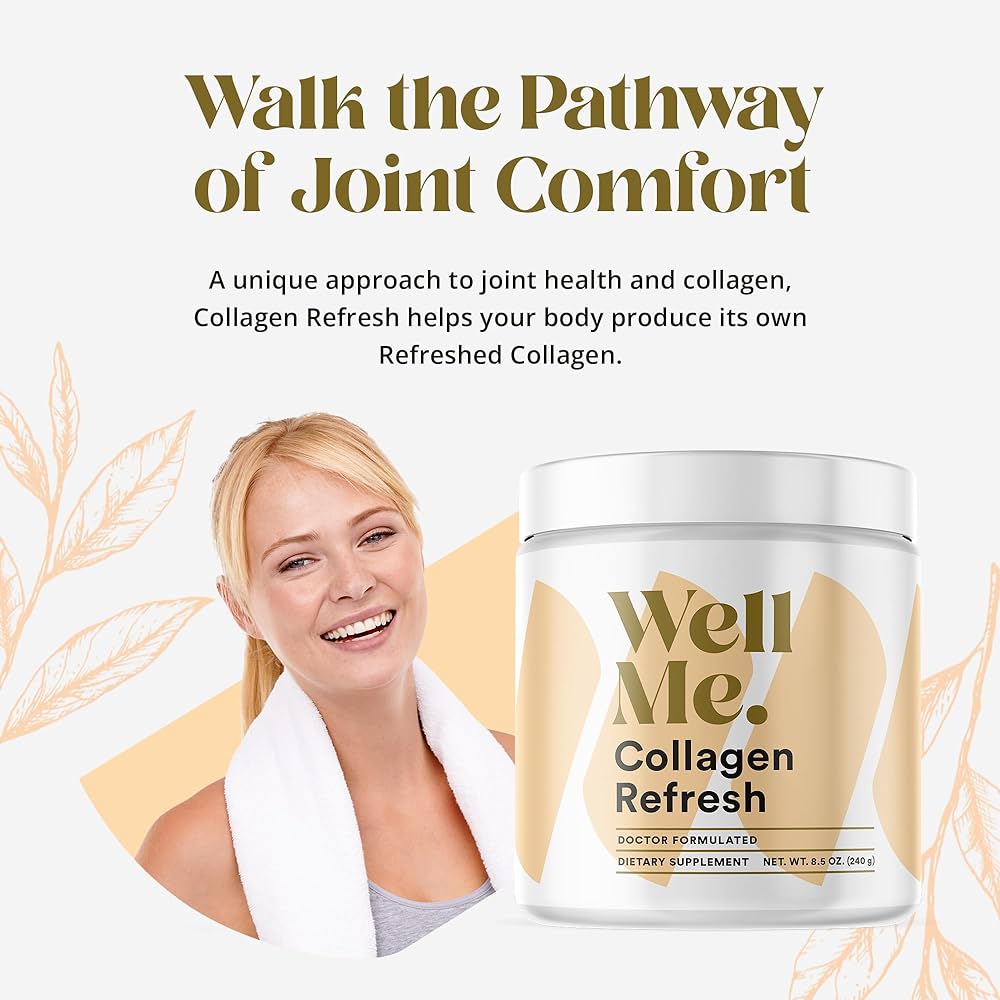 Walk the Pathway
of Joint Comfort
A unique approach to joint health and collagen,
Collagen Refresh helps your body produce its own
Refreshed Collagen.
Well
Me.
Collagen
Refresh
DOCTOR FORMULATED
DIETARY SUPPLEMENT NET. WT. 8.5 OZ. (240 g)